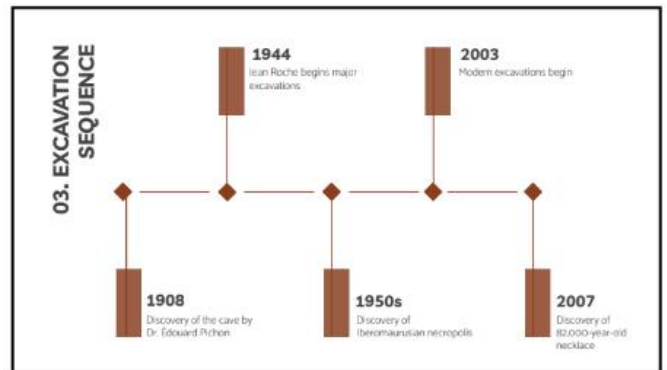 03. EXCAVATION
SEQUENCE
1944
Jean Roche begins major
excavations
2003
Modern excavations begin
1908
Discovery of the cave by
Dr. Édouard Pichon
1950s
Discovery of
Iberomaurusian necropolis
2007
Discovery of
82,000-year-old
necklace